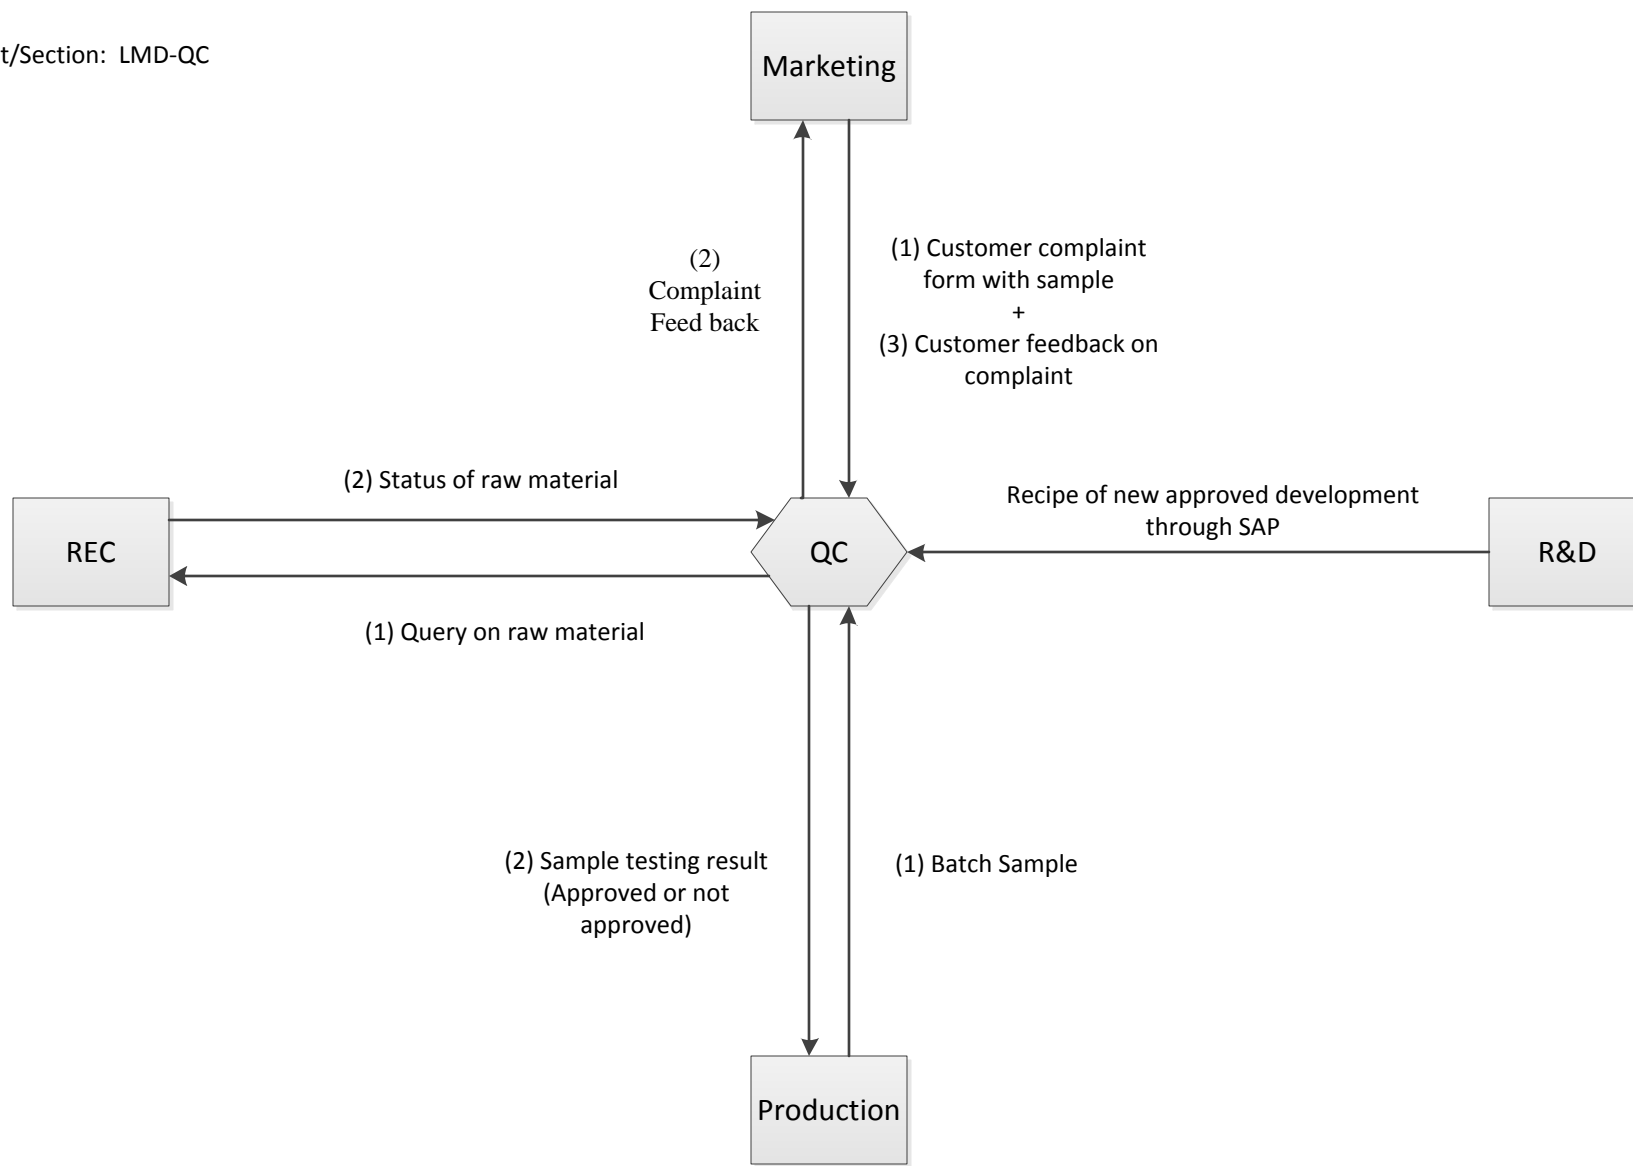 t/Section: LMD-QC
Marketing
(2)
Complaint
Feed back
(1) Customer complaint
form with sample
+
(3) Customer feedback on
complaint
(2) Status of raw material
Recipe of new approved development
through SAP
REC
QC
R&D
(1) Query on raw material
(2) Sample testing result
(Approved or not
approved)
(1) Batch Sample
Production